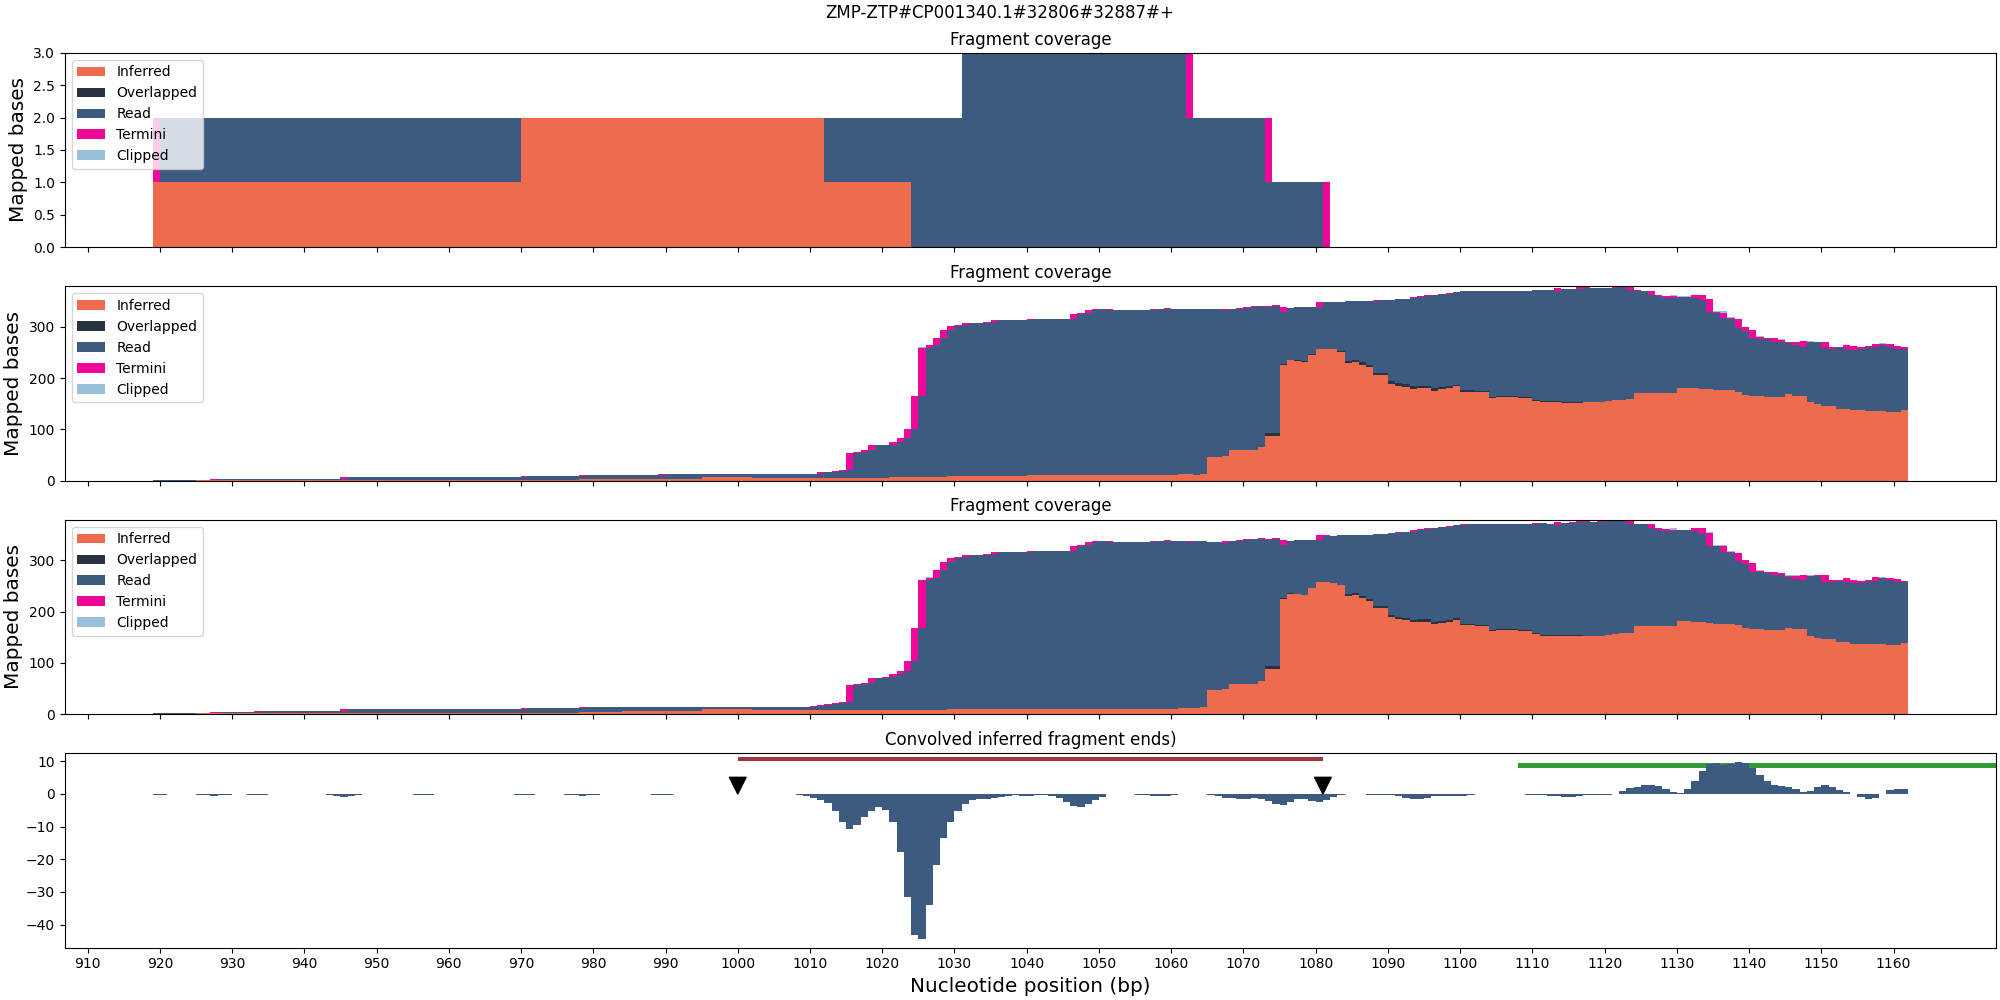 ZMP-ZTP#CP001340.1#32806#32887#+
Fragment coverage
Mapped bases
3.0
2.5
2.0
1.5
1.0
0.5
0.0
Inferred
Overlapped
Read
Termini
Clipped
Fragment coverage
Mapped bases
300
200
100
0
Inferred
Overlapped
Read
Termini
Clipped
Fragment coverage
Mapped bases
300
200
100
0
Inferred
Overlapped
Read
Termini
Clipped
Convolved inferred fragment ends)
10
0
−10
−20
−30
−40
910 920 930 940 950 960 970 980 990 1000 1010 1020 1030 1040 1050 1060 1070 1080 1090 1100 1110 1120 1130 1140 1150 1160
Nucleotide position (bp)